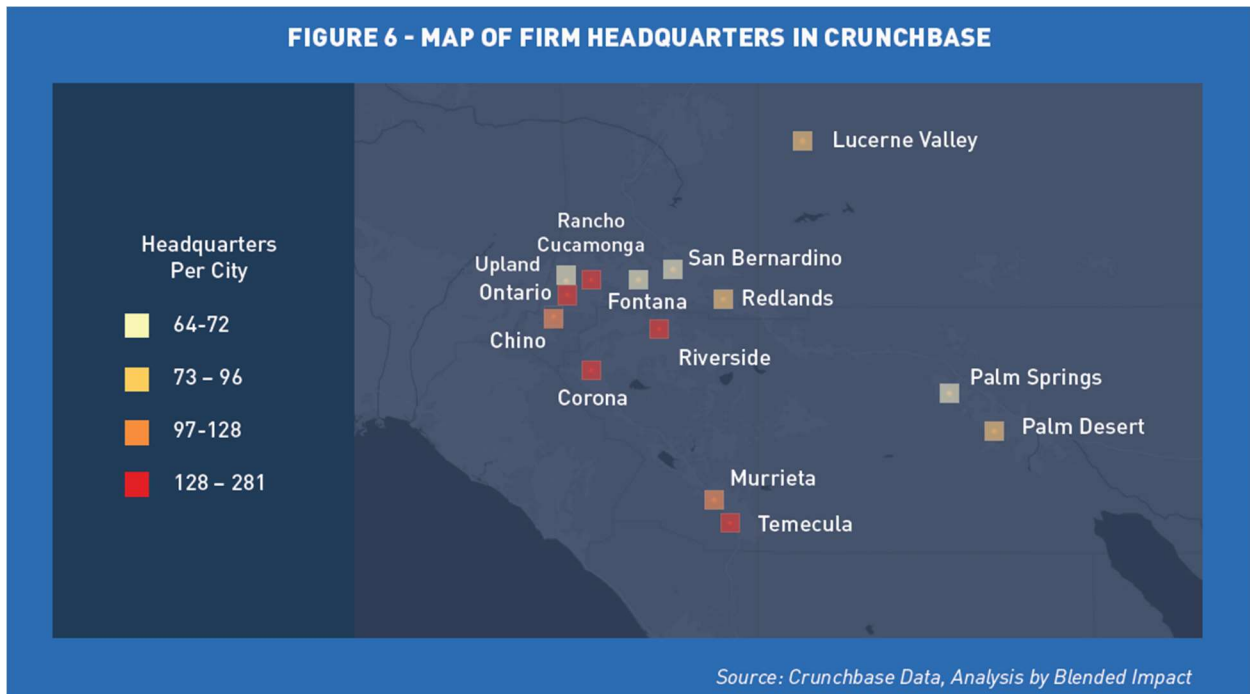 FIGURE 6 - MAP OF FIRM HEADQUARTERS IN CRUNCHBASE
Headquarters
Per City
64-72
73 – 96
97-128
128 – 281
Lucerne Valley
Rancho
Cucamonga
Upland
San Bernardino
Ontario
Fontana
Redlands
Chino
Riverside
Corona
Palm Springs
Palm Desert
Murrieta
Temecula
Source: Crunchbase Data, Analysis by Blended Impact